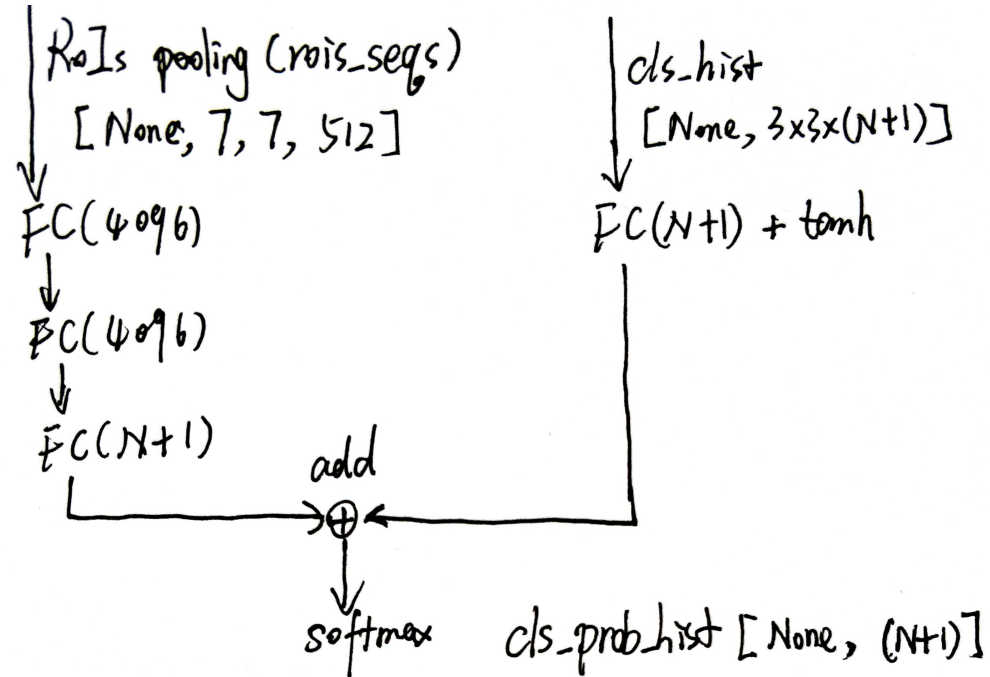 RoIs pooling (rois_seqs)
[None, 7, 7, 512]
FC(4096)
FC(4096)
FC(N+1)
cls_hist
[None, 3x3x(N+1)]
FC(N+1) + tanh
add
softmax
cls_prob_hist [None, (N+1)]